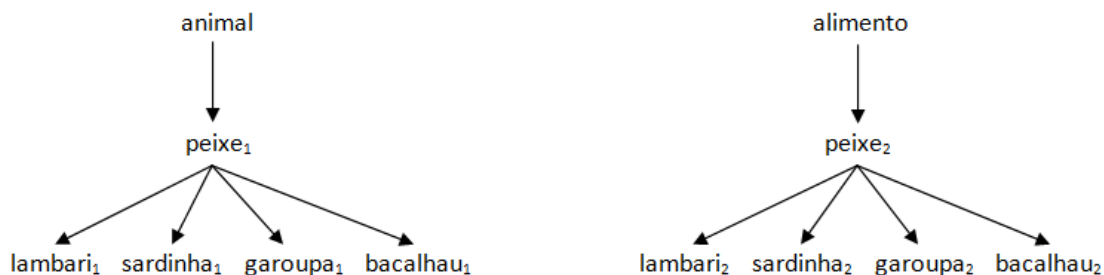 animal alimento
peixe₁ peixe₂
lambari₁ sardinha₁ garoupa₁ bacalhau₁ lambari₂ sardinha₂ garoupa₂ bacalhau₂